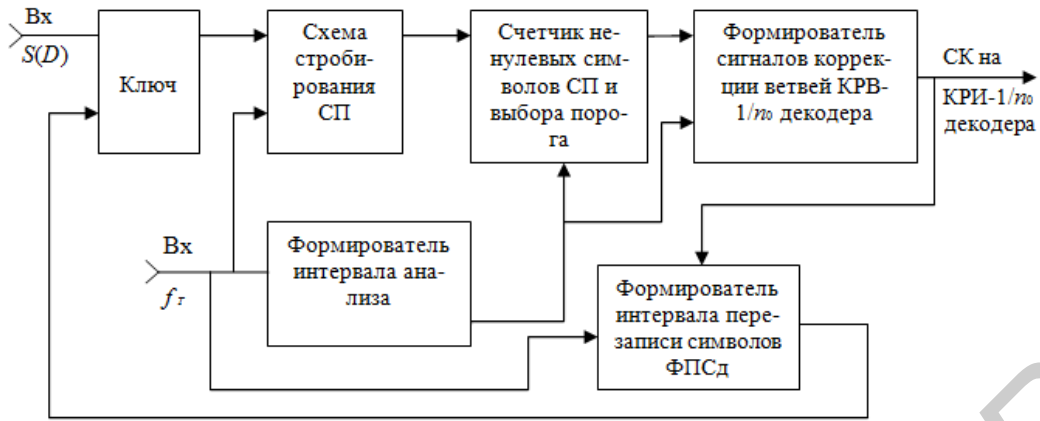 Вх
S(D)
Ключ
Схема
строби-
рования
СП
Счетчик не-
нулевых сим-
волов СП и
выбора поро-
га
Формирователь
сигналов коррек-
ции ветвей КРВ-
1/n₀ декодера
СК на
КРИ-1/n₀
декодера
Вх
fт
Формирователь
интервала ана-
лиза
Формирователь
интервала пере-
записи символов
ФПСд